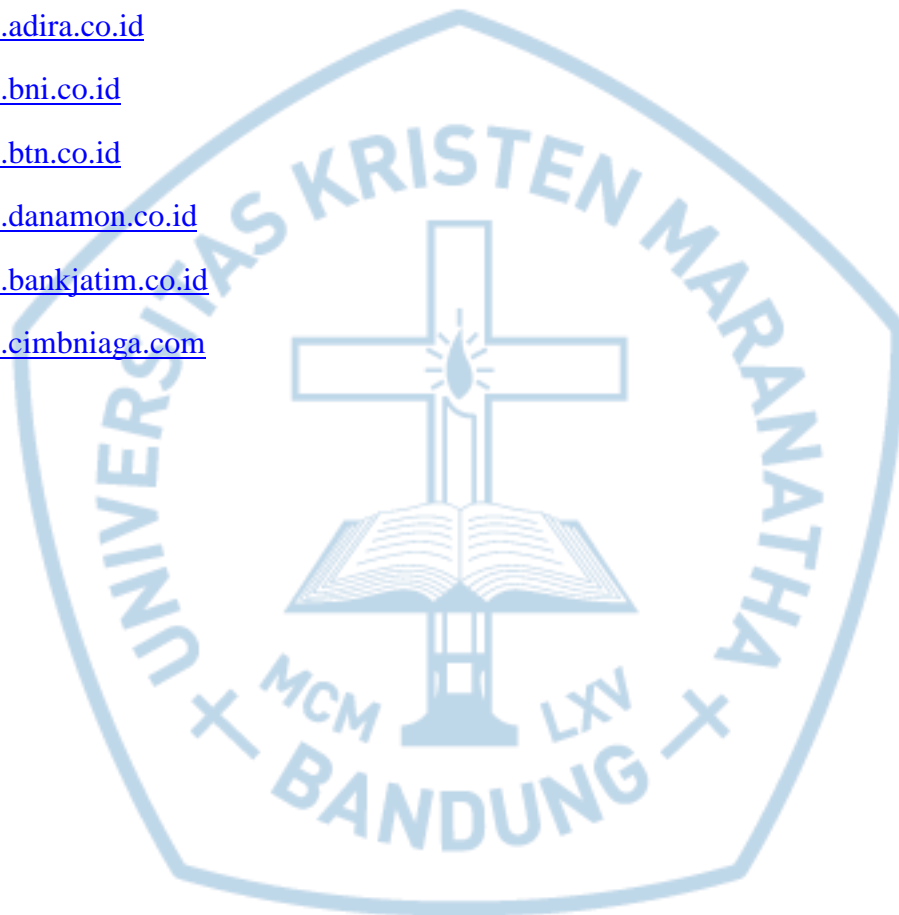 .adira.co.id
.bni.co.id
.btn.co.id
.danamon.co.id
.bankjatim.co.id
.cimbniaga.com
UNIVERSITAS KRISTEN MARANATHA
MCM LXV
BANDUNG